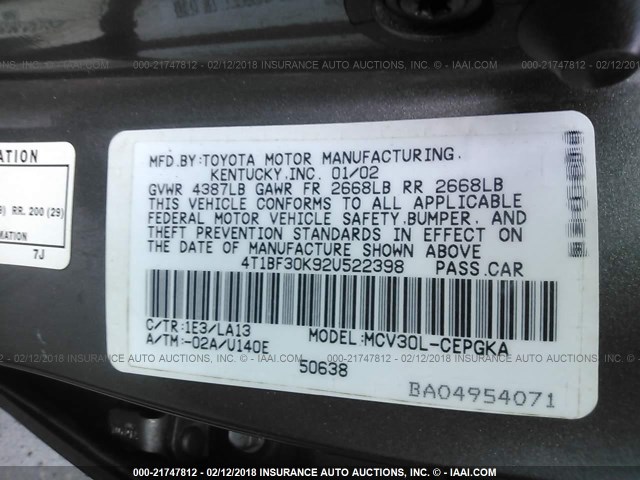 000-21747812 - 02/12/2018 INSURANCE AUTO AUCTIONS, INC. - © IAAI.COM
MFD.BY:TOYOTA MOTOR MANUFACTURING,
KENTUCKY,INC. 01/02
GVWR 4387LB GAWR FR 2668LB RR 2668LB
THIS VEHICLE CONFORMS TO ALL APPLICABLE
FEDERAL MOTOR VEHICLE SAFETY,BUMPER, AND
THEFT PREVENTION STANDARDS IN EFFECT ON
THE DATE OF MANUFACTURE SHOWN ABOVE
4T1BF30K92U522398 PASS.CAR
C/TR:1E3/LA13 MODEL:MCV30L-CEPGKA
A/TM:-02A/U140E
50638
BA04954071
RR. 200 (29)
7J
000-21747812 - 02/12/2018 INSURANCE AUTO AUCTIONS, INC. - © IAAI.COM